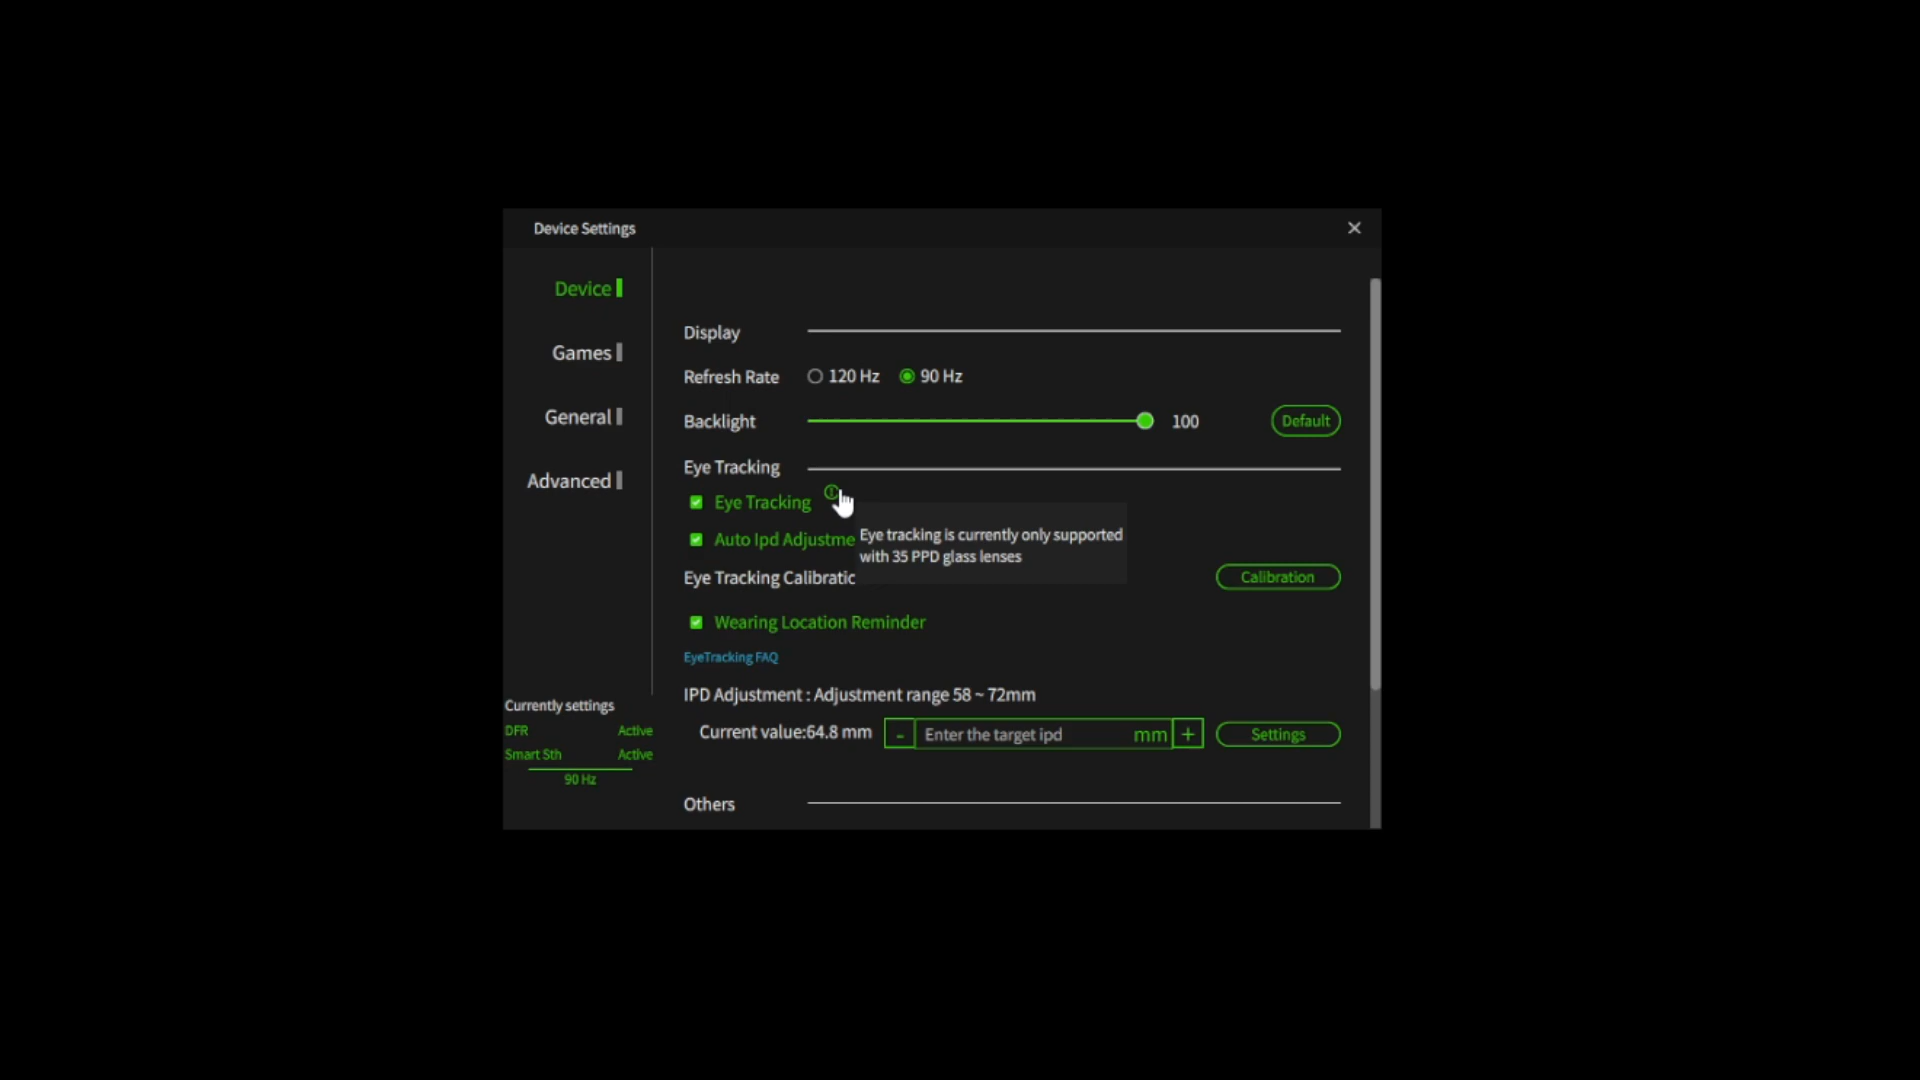 Device Settings
Device
Games
General
Advanced
Currently settings
DFR Active
Smart Sth Active
90 Hz
Display
Refresh Rate 120 Hz 90 Hz
Backlight 100 Default
Eye Tracking
Eye Tracking
Auto Ipd Adjustme
Eye tracking is currently only supported
with 35 PPD glass lenses
Eye Tracking Calibratic Calibration
Wearing Location Reminder
EyeTracking FAQ
IPD Adjustment : Adjustment range 58 ~ 72mm
Current value:64.8 mm - Enter the target ipd mm + Settings
Others